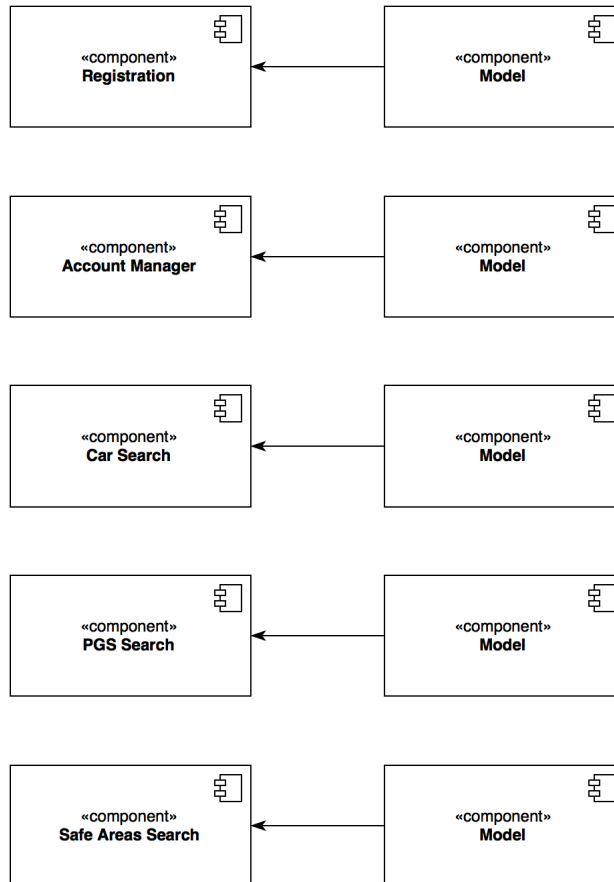 «component» «component»
Registration Model
«component» «component»
Account Manager Model
«component» «component»
Car Search Model
«component» «component»
PGS Search Model
«component» «component»
Safe Areas Search Model